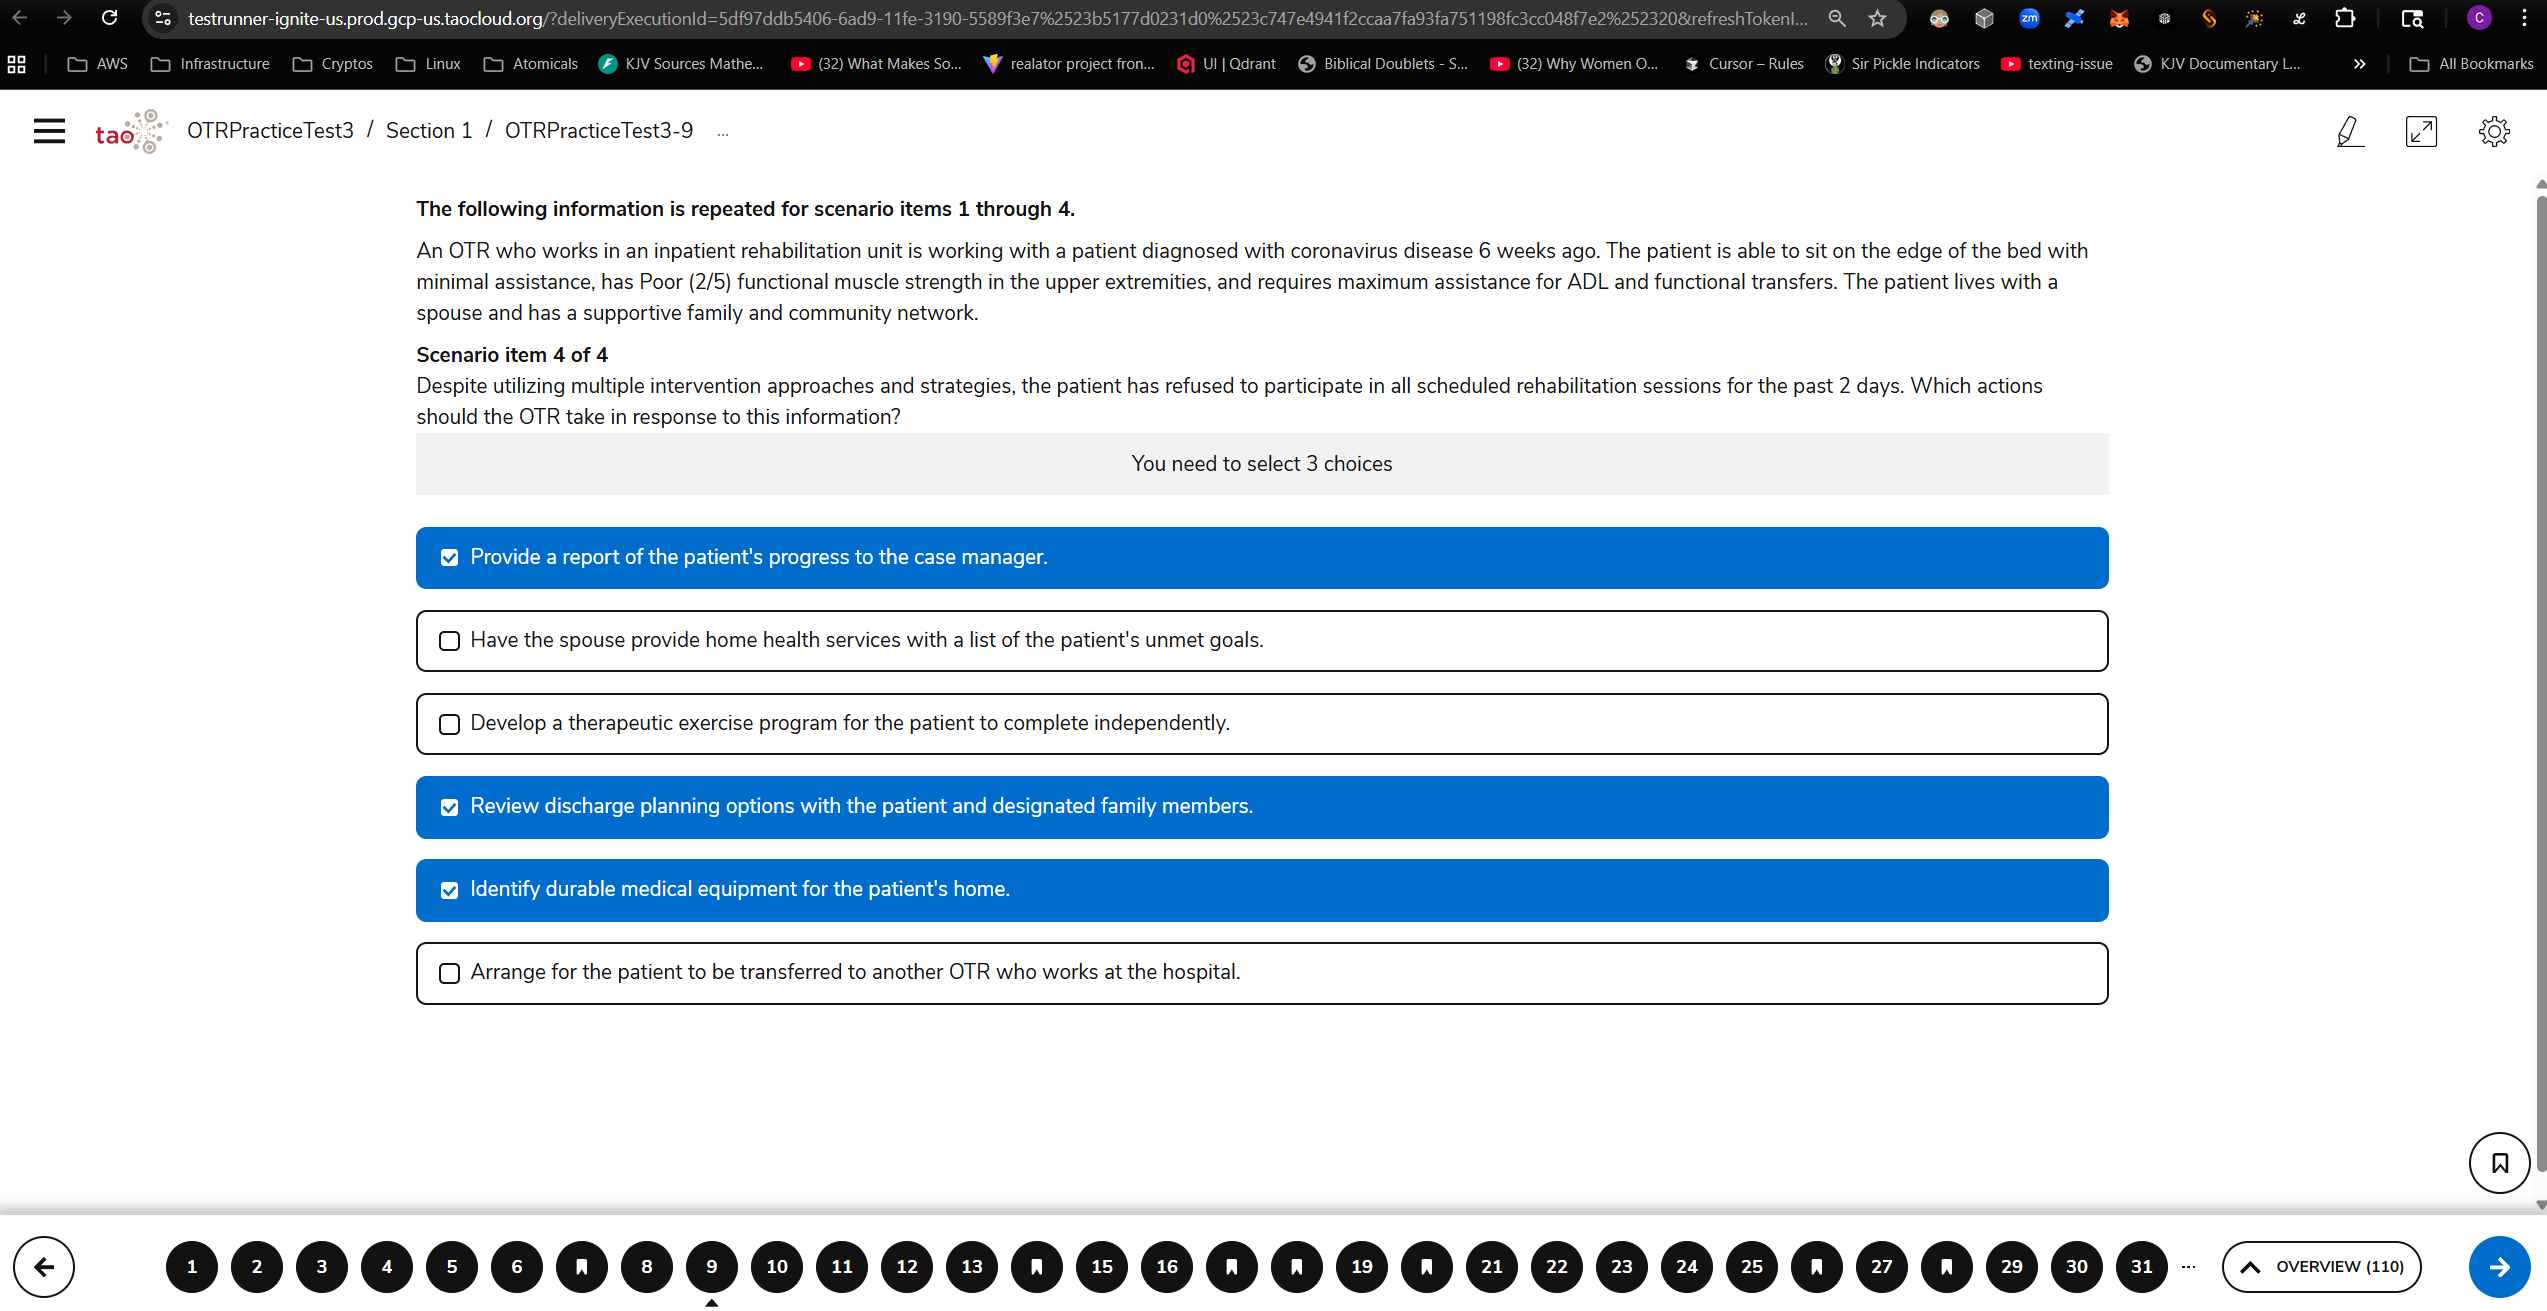 testrunner-ignite-us.prod.gcp-us.taocloud.org/?deliveryExecutionId=5df97ddb5406-6ad9-11fe-3190-5589f3e7%2523b5177d0231d0%2523c747e4941f2ccaa7fa93fa751198fc3cc048f7e2%252320&refreshTokenI...
zm
C
AWS Infrastructure Cryptos Linux Atomicals KJV Sources Mathe... (32) What Makes So... realator project fron... UI | Qdrant Biblical Doublets - S... (32) Why Women O... Cursor – Rules Sir Pickle Indicators texting-issue KJV Documentary L... » All Bookmarks
tao OTRPracticeTest3 / Section 1 / OTRPracticeTest3-9 ...
The following information is repeated for scenario items 1 through 4.
An OTR who works in an inpatient rehabilitation unit is working with a patient diagnosed with coronavirus disease 6 weeks ago. The patient is able to sit on the edge of the bed with
minimal assistance, has Poor (2/5) functional muscle strength in the upper extremities, and requires maximum assistance for ADL and functional transfers. The patient lives with a
spouse and has a supportive family and community network.
Scenario item 4 of 4
Despite utilizing multiple intervention approaches and strategies, the patient has refused to participate in all scheduled rehabilitation sessions for the past 2 days. Which actions
should the OTR take in response to this information?
You need to select 3 choices
Provide a report of the patient's progress to the case manager.
Have the spouse provide home health services with a list of the patient's unmet goals.
Develop a therapeutic exercise program for the patient to complete independently.
Review discharge planning options with the patient and designated family members.
Identify durable medical equipment for the patient's home.
Arrange for the patient to be transferred to another OTR who works at the hospital.
1 2 3 4 5 6 8 9 10 11 12 13 15 16 19 21 22 23 24 25 27 29 30 31 ... OVERVIEW (110)